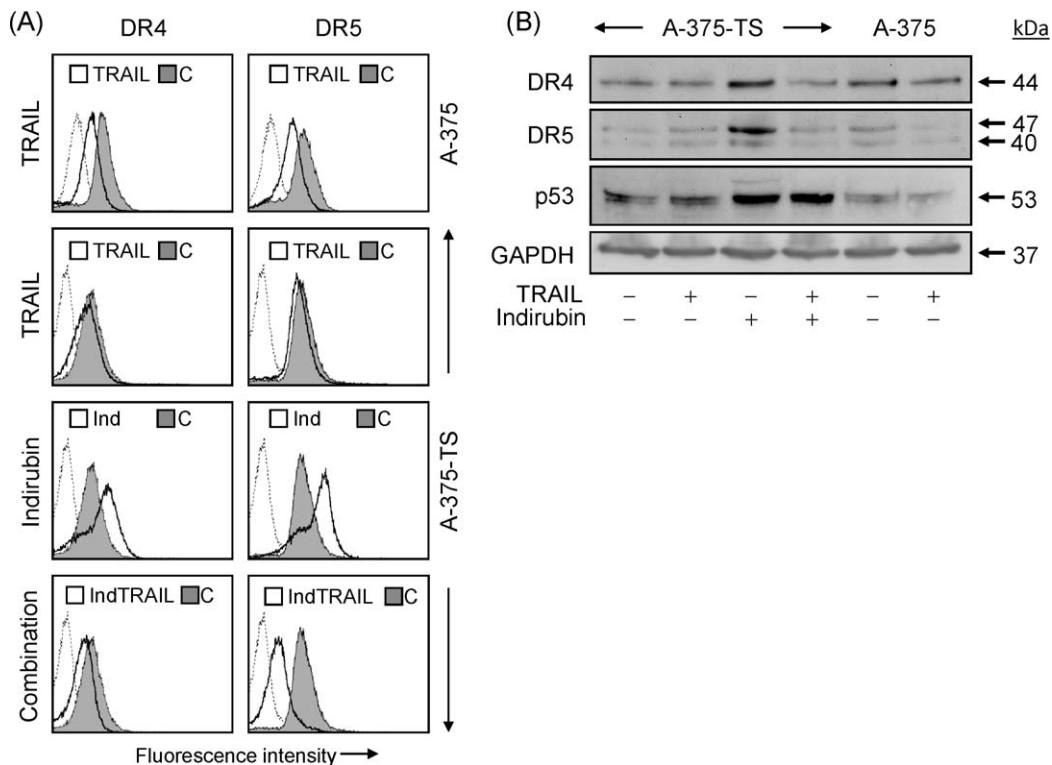 (A)
DR4 DR5
TRAIL C TRAIL C
TRAIL
A-375
TRAIL C TRAIL C
TRAIL
Ind C Ind C
Indirubin
A-375-TS
IndTRAIL C IndTRAIL C
Combination
Fluorescence intensity
(B)
A-375-TS A-375 kDa
DR4 44
DR5 47
40
p53 53
GAPDH 37
TRAIL − + − + − +
Indirubin − − + + − −